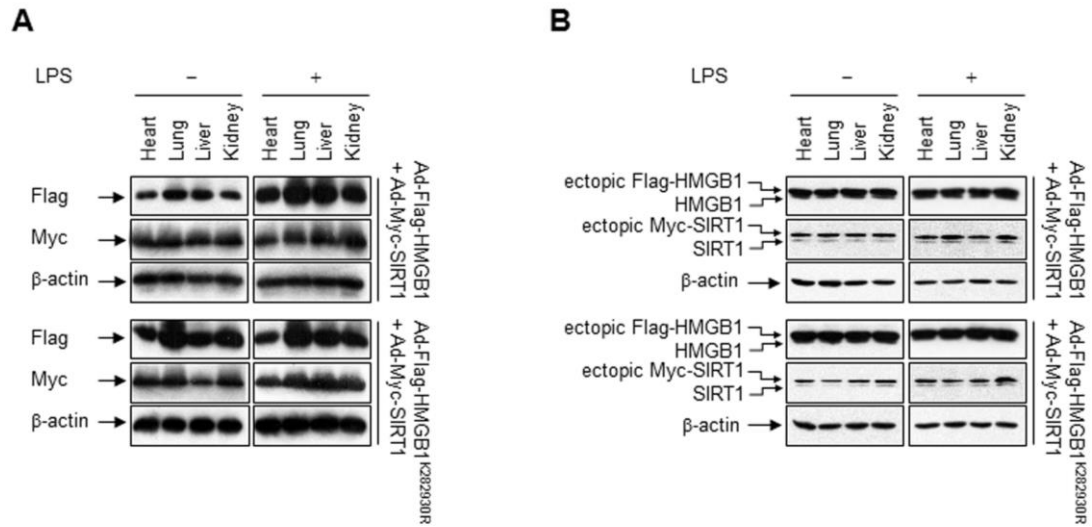 A
LPS
–
+
Heart
Lung
Liver
Kidney
Heart
Lung
Liver
Kidney
Flag
Myc
β-actin
Ad-Flag-HMGB1
+ Ad-Myc-SIRT1
Flag
Myc
β-actin
Ad-Flag-HMGB1K282930R
+ Ad-Myc-SIRT1
B
LPS
–
+
Heart
Lung
Liver
Kidney
Heart
Lung
Liver
Kidney
ectopic Flag-HMGB1
HMGB1
ectopic Myc-SIRT1
SIRT1
β-actin
Ad-Flag-HMGB1
+ Ad-Myc-SIRT1
ectopic Flag-HMGB1
HMGB1
ectopic Myc-SIRT1
SIRT1
β-actin
Ad-Flag-HMGB1K282930R
+ Ad-Myc-SIRT1